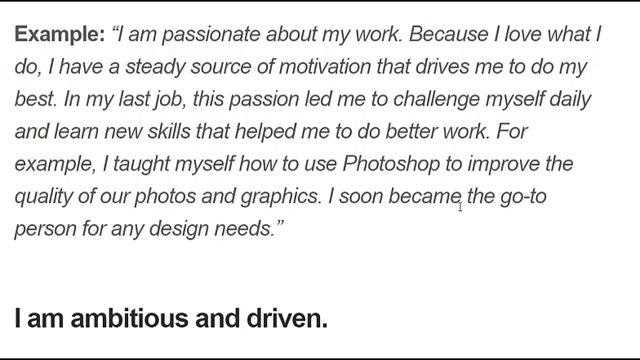 Example: “I am passionate about my work. Because I love what I
do, I have a steady source of motivation that drives me to do my
best. In my last job, this passion led me to challenge myself daily
and learn new skills that helped me to do better work. For
example, I taught myself how to use Photoshop to improve the
quality of our photos and graphics. I soon became the go-to
person for any design needs.”
I am ambitious and driven.